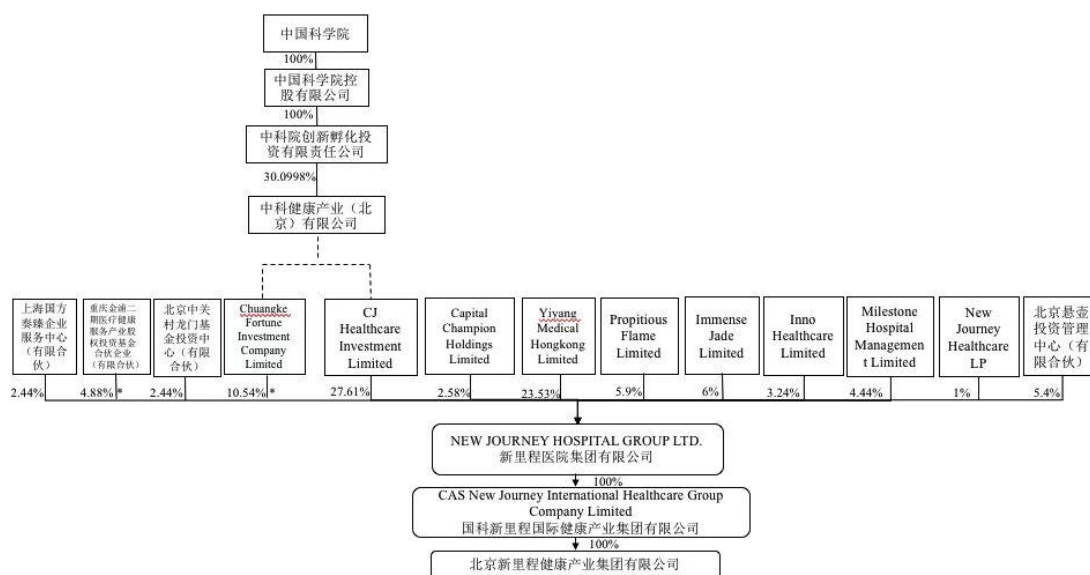 中国科学院
100%
中国科学院控
股有限公司
100%
中科院创新孵化投
资有限责任公司
30.0998%
中科健康产业（北
京）有限公司
上海国方
奏臻企业
服务中心
（有限合
伙）
2.44%
重庆金浦二
期医疗健康
服务产业股
权投资基金
合伙企业
（有限合伙）
4.88%*
北京中关
村龙门基
金投资中
心（有限
合伙）
2.44%
Chuangke
Fortune
Investment
Company
Limited
10.54%*
CJ
Healthcare
Investment
Limited
27.61%
Capital
Champion
Holdings
Limited
2.58%
Yiyang
Medical
Hongkong
Limited
23.53%
Propitious
Flame
Limited
5.9%
Immense
Jade Limited
6%
Inno
Healthcare
Limited
3.24%
Milestone
Hospital
Managemen
t Limited
4.44%
New
Journey
Healthcare
LP
1%
北京悬壶
投资管理
中心（有
限合伙）
5.4%
NEW JOURNEY HOSPITAL GROUP LTD.
新里程医院集团有限公司
100%
CAS New Journey International Healthcare Group
Company Limited
国科新里程国际健康产业集团有限公司
100%
北京新里程健康产业集团有限公司